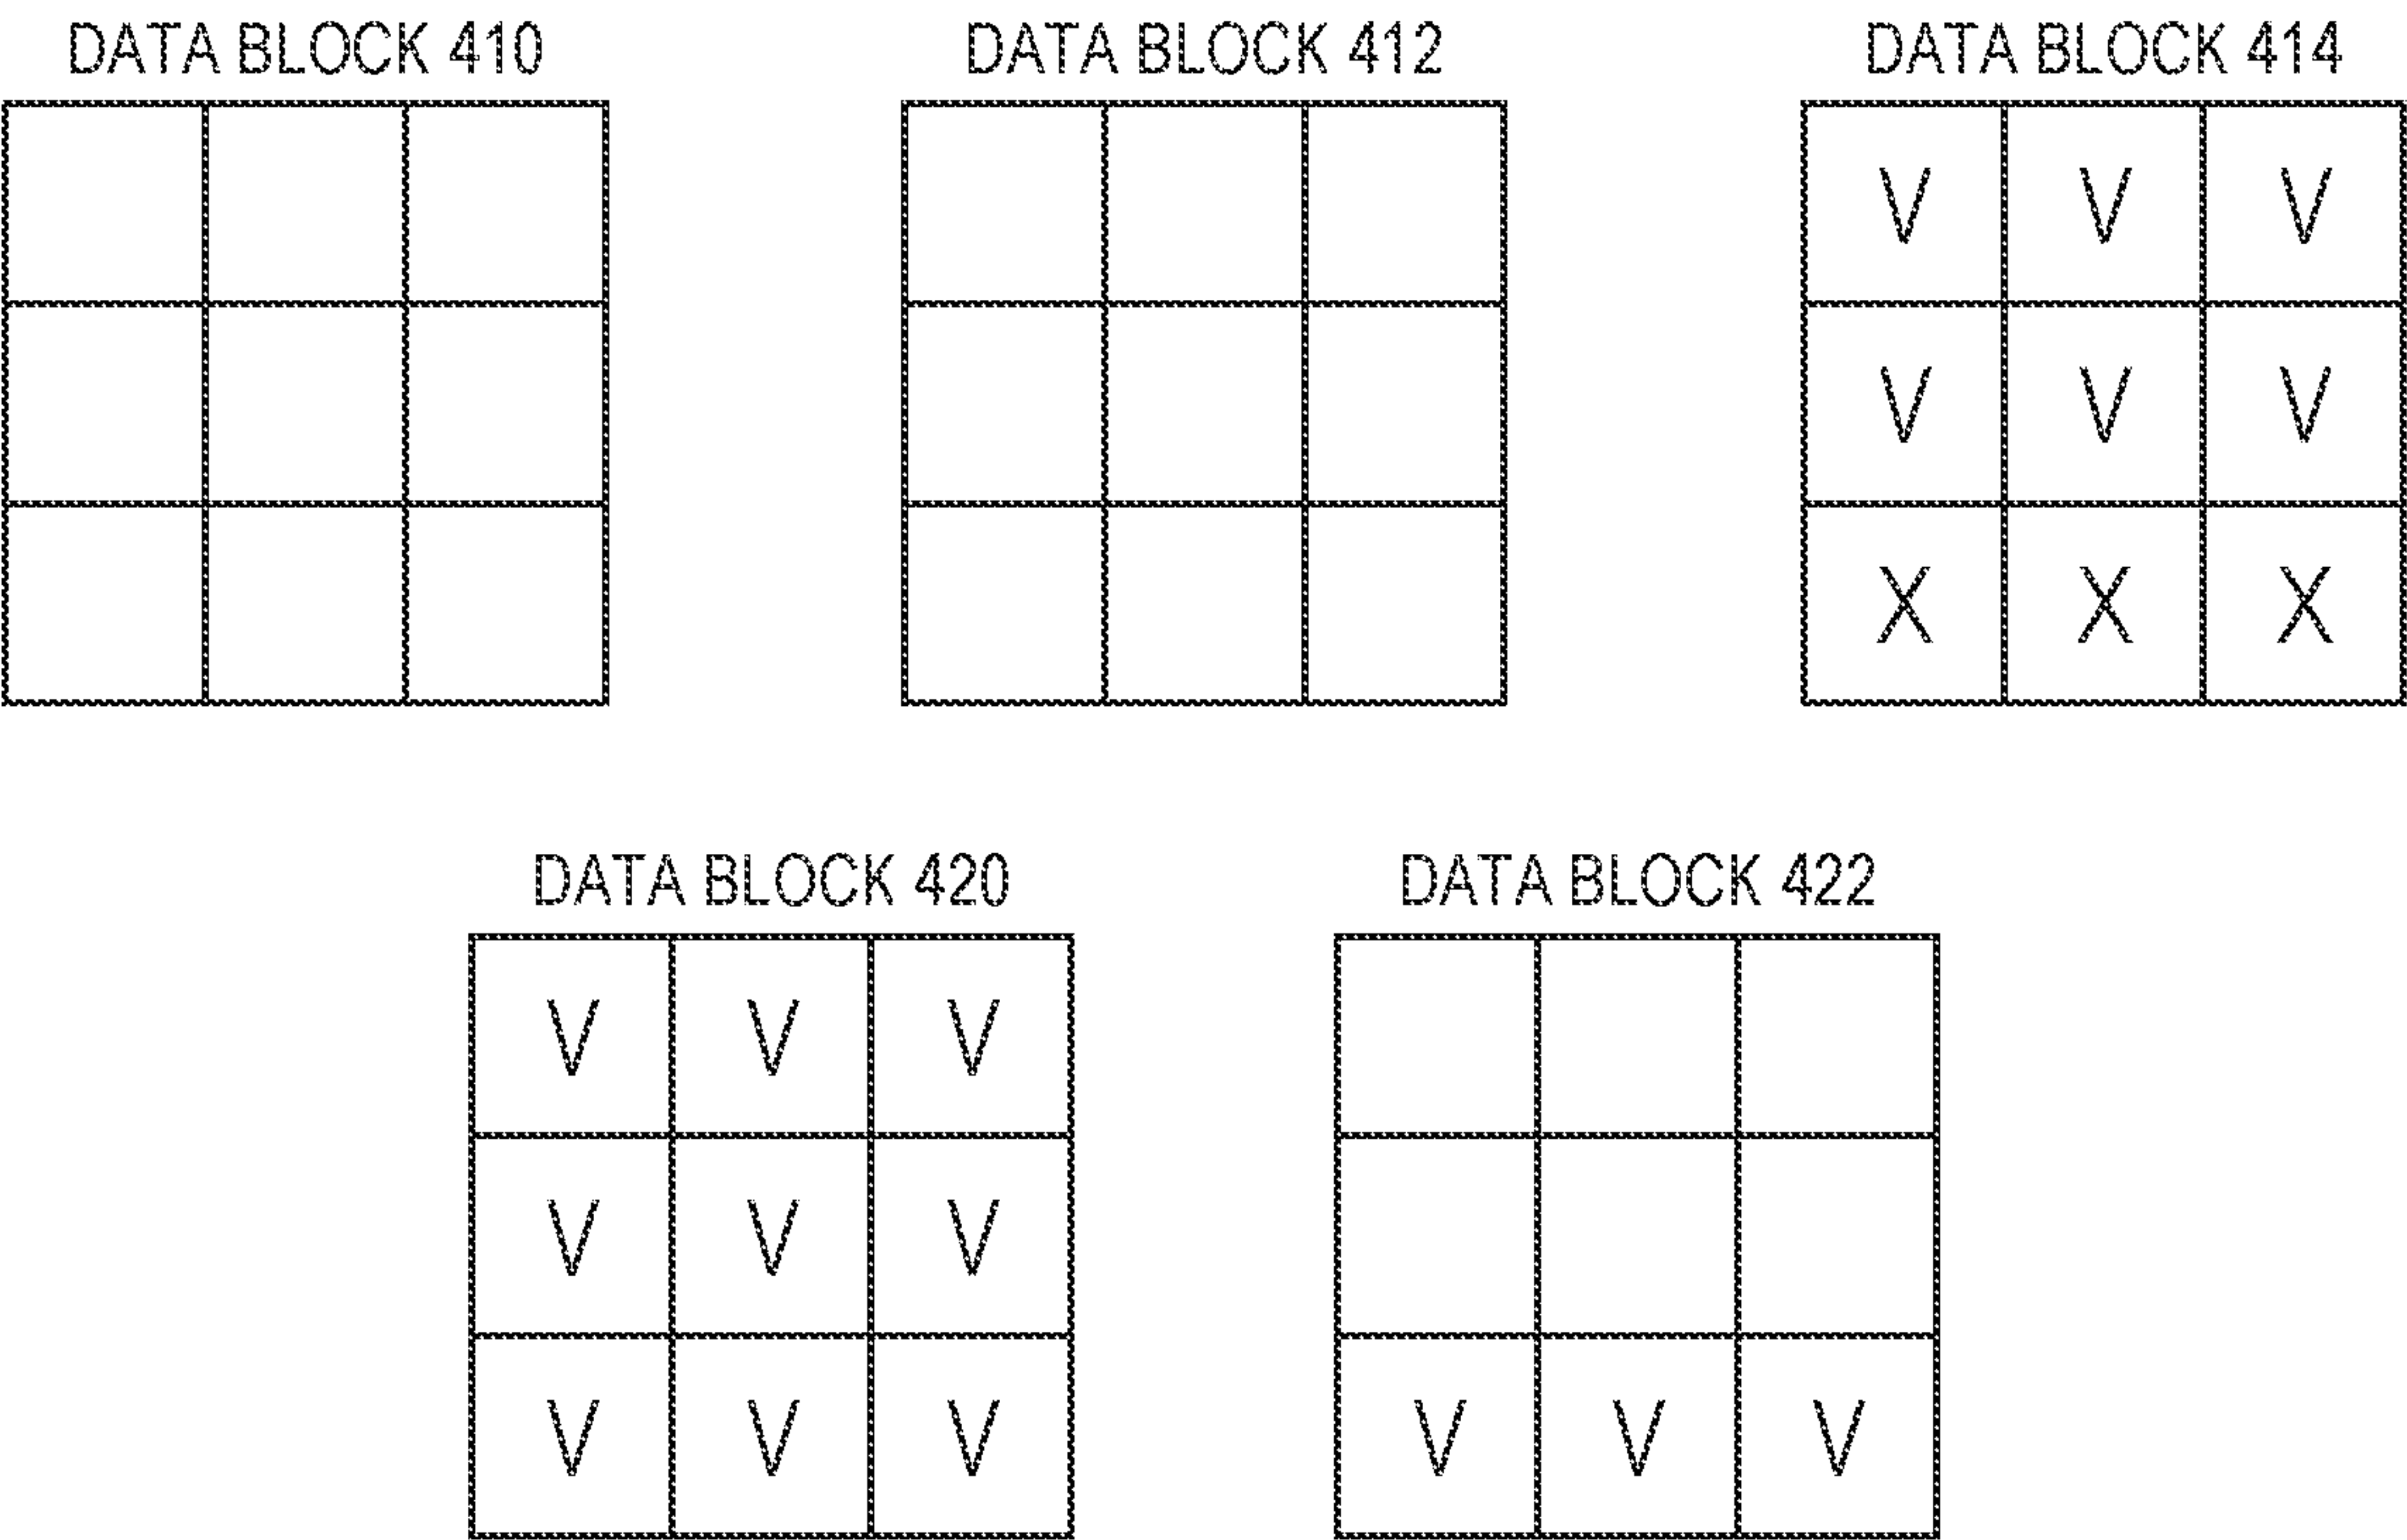 DATA BLOCK 410 DATA BLOCK 412 DATA BLOCK 414
V V V
V V V
X X X
DATA BLOCK 420 DATA BLOCK 422
V V V
V V V
V V V V V V